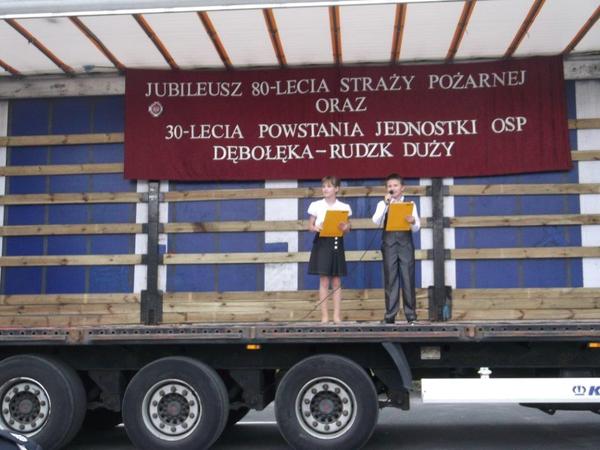 JUBILEUSZ 80-LECIA STRAŻY POŻARNEJ
ORAZ
30-LECIA POWSTANIA JEDNOSTKI OSP
DĘBOŁĘKA-RUDZK DUŻY